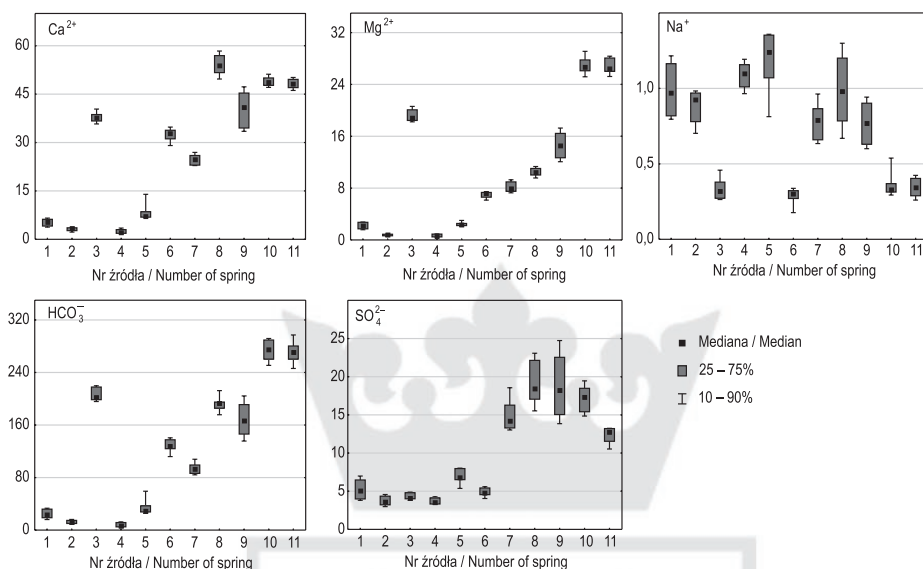 Ca²⁺
60
45
30
15
0
1 2 3 4 5 6 7 8 9 10 11
Nr źródła / Number of spring
Mg²⁺
24
16
8
0
1 2 3 4 5 6 7 8 9 10 11
Nr źródła / Number of spring
Na⁺
1,0
0,5
0,0
1 2 3 4 5 6 7 8 9 10 11
Nr źródła / Number of spring
HCO₃⁻
320
240
160
80
0
1 2 3 4 5 6 7 8 9 10 11
Nr źródła / Number of spring
SO₄²⁻
25
20
15
10
5
0
1 2 3 4 5 6 7 8 9 10 11
Nr źródła / Number of spring
Mediana / Median
25 – 75%
10 – 90%